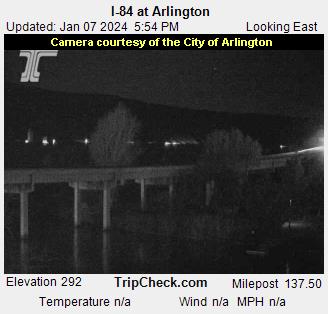 I-84 at Arlington
Updated: Jan 07 2024 5:54 PM Looking East
Camera courtesy of the City of Arlington
Elevation 292 TripCheck.com Milepost 137.50
Temperature n/a Wind n/a MPH n/a